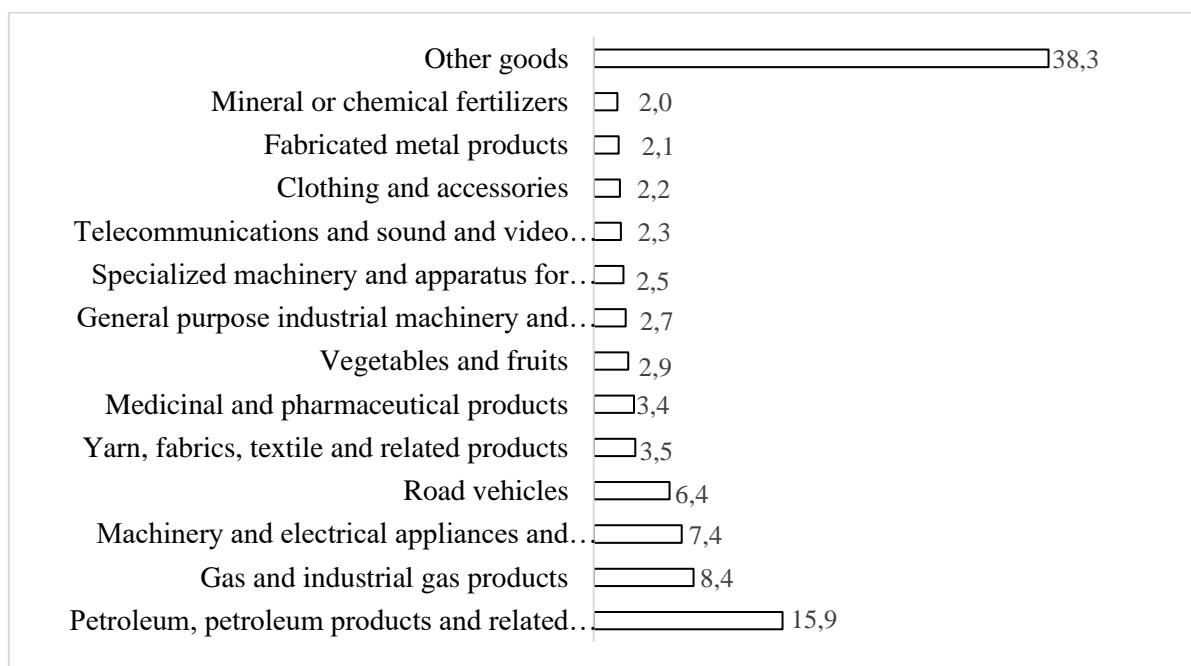 Other goods 38,3
Mineral or chemical fertilizers 2,0
Fabricated metal products 2,1
Clothing and accessories 2,2
Telecommunications and sound and video… 2,3
Specialized machinery and apparatus for… 2,5
General purpose industrial machinery and… 2,7
Vegetables and fruits 2,9
Medicinal and pharmaceutical products 3,4
Yarn, fabrics, textile and related products 3,5
Road vehicles 6,4
Machinery and electrical appliances and… 7,4
Gas and industrial gas products 8,4
Petroleum, petroleum products and related… 15,9